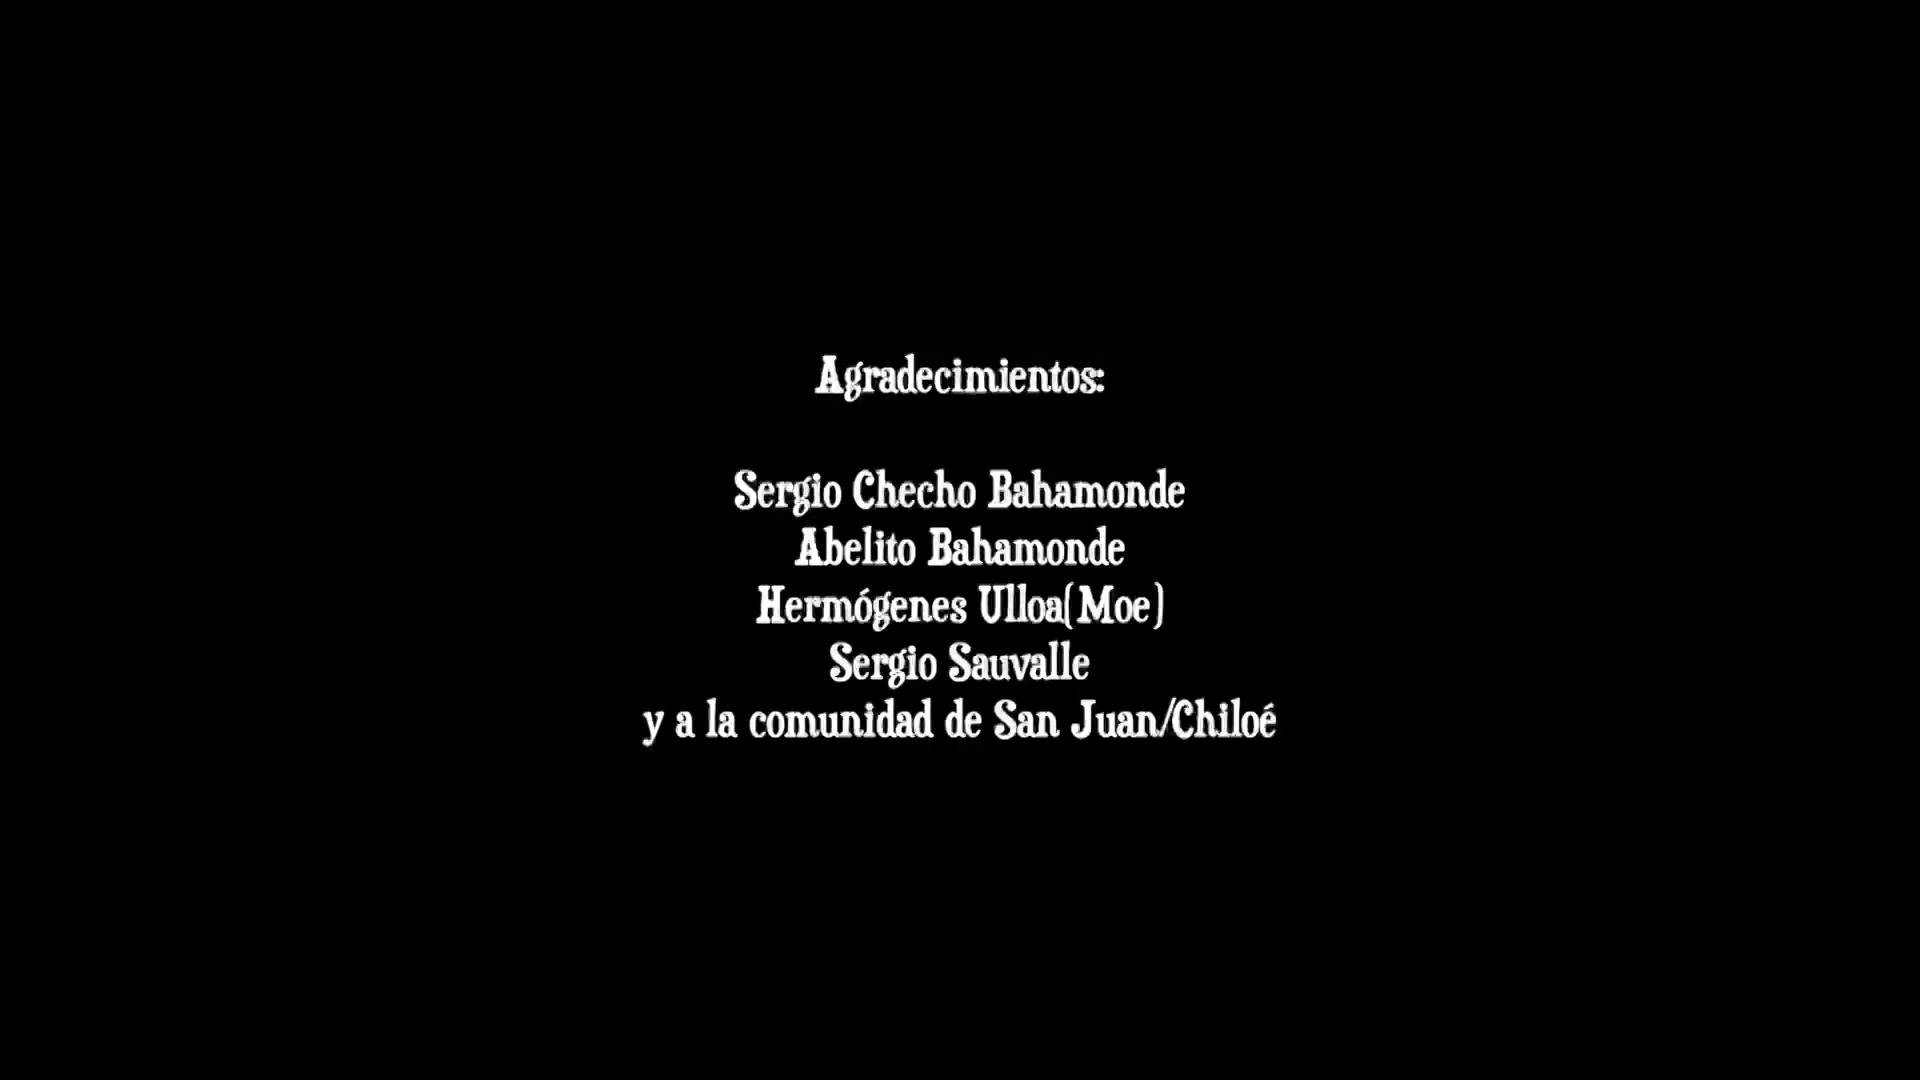 Agradecimientos:
Sergio Checho Bahamonde
Abelito Bahamonde
Hermógenes Ulloa(Moe)
Sergio Sauvalle
y a la comunidad de San Juan/Chiloé